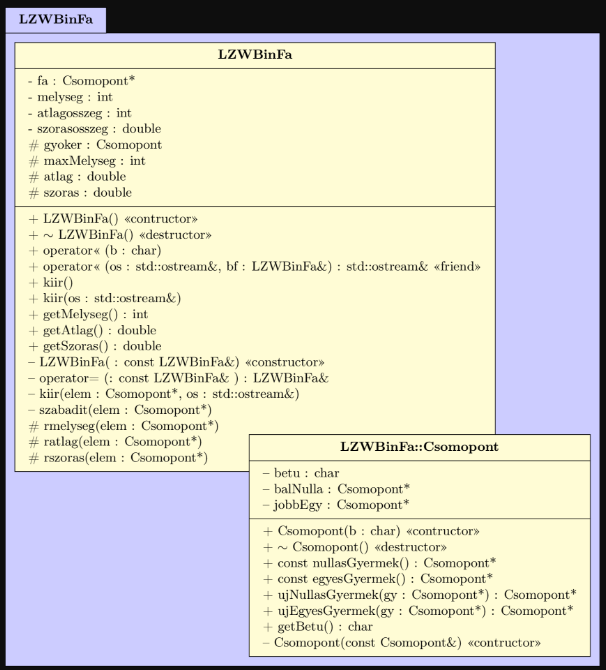 LZWBinFa
LZWBinFa
- fa : Csomopont*
- melyseg : int
- atlagosszeg : int
- szorasosszeg : double
# gyoker : Csomopont
# maxMelyseg : int
# atlag : double
# szoras : double
+ LZWBinFa() «contructor»
+ ∼ LZWBinFa() «destructor»
+ operator« (b : char)
+ operator« (os : std::ostream&, bf : LZWBinFa&) : std::ostream& «friend»
+ kiir()
+ kiir(os : std::ostream&)
+ getMelyseg() : int
+ getAtlag() : double
+ getSzoras() : double
– LZWBinFa( : const LZWBinFa&) «constructor»
– operator= (: const LZWBinFa& ) : LZWBinFa&
– kiir(elem : Csomopont*, os : std::ostream&)
– szabadit(elem : Csomopont*)
# rmelyseg(elem : Csomopont*)
# ratlag(elem : Csomopont*)
# rszoras(elem : Csomopont*)
LZWBinFa::Csomopont
– betu : char
– balNulla : Csomopont*
– jobbEgy : Csomopont*
+ Csomopont(b : char) «contructor»
+ ∼ Csomopont() «destructor»
+ const nullasGyermek() : Csomopont*
+ const egyesGyermek() : Csomopont*
+ ujNullasGyermek(gy : Csomopont*) : Csomopont*
+ ujEgyesGyermek(gy : Csomopont*) : Csomopont*
+ getBetu() : char
– Csomopont(const Csomopont&) «contructor»